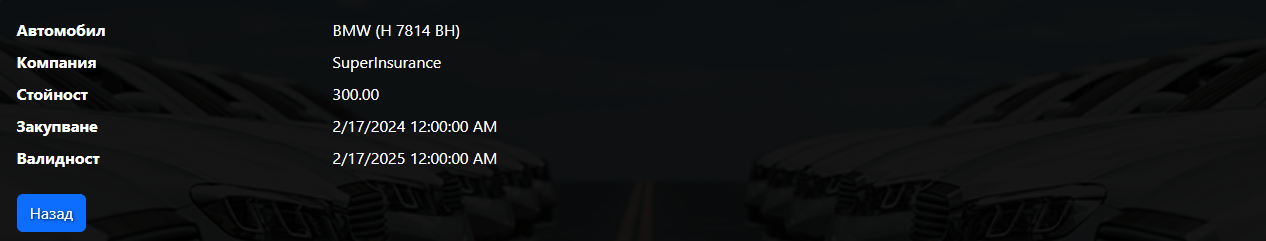 Автомобил BMW (H 7814 BH)
Компания SuperInsurance
Стойност 300.00
Закупване 2/17/2024 12:00:00 AM
Валидност 2/17/2025 12:00:00 AM
Назад